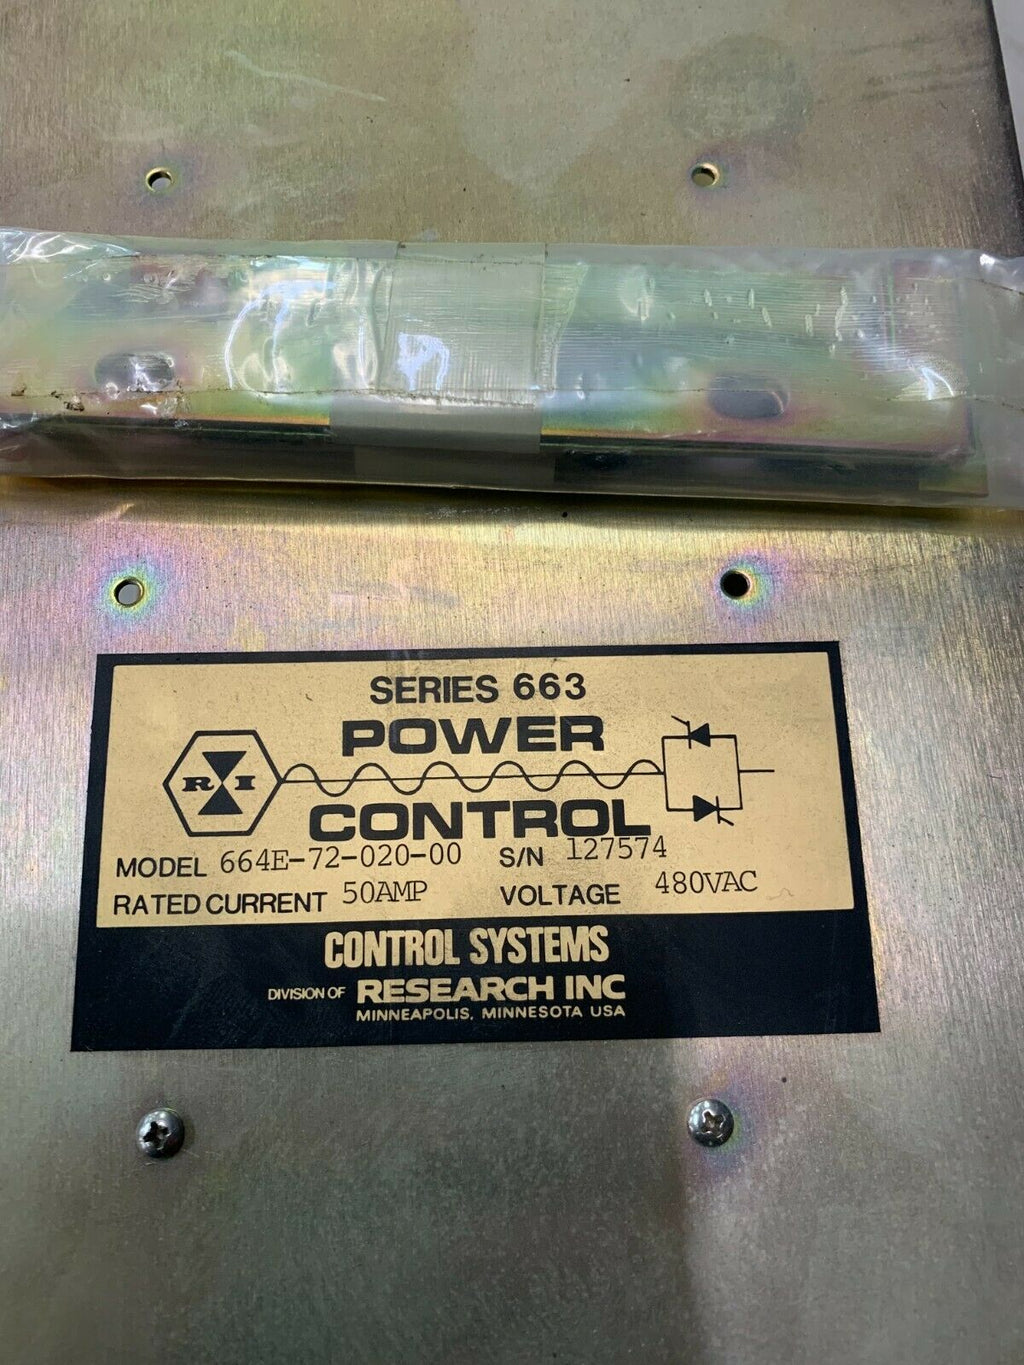 SERIES 663
POWER
R I
CONTROL
MODEL 664E-72-020-00 S/N 127574
RATED CURRENT 50AMP VOLTAGE 480VAC
CONTROL SYSTEMS
DIVISION OF RESEARCH INC
MINNEAPOLIS, MINNESOTA USA